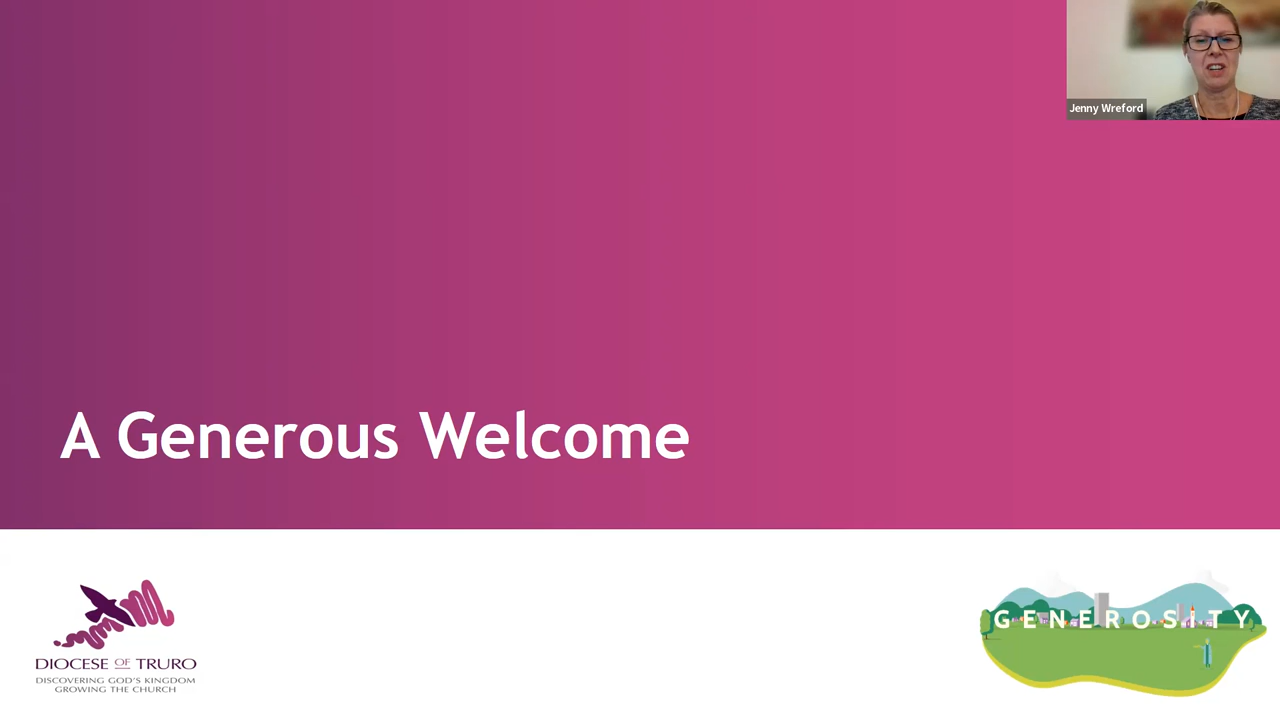 Jenny Wreford
A Generous Welcome
DIOCESE OF TRURO
DISCOVERING GOD'S KINGDOM
GROWING THE CHURCH
GENEROSITY